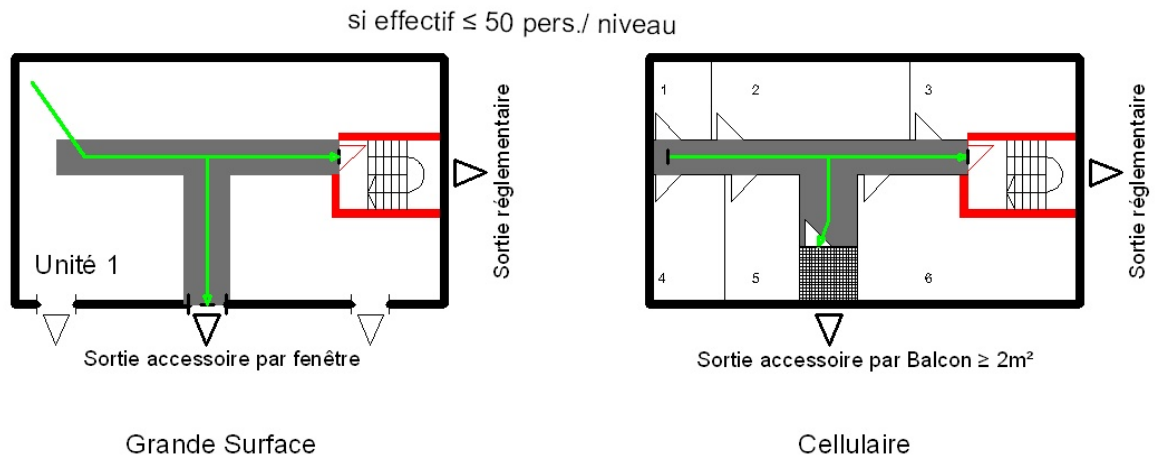 si effectif ≤ 50 pers./ niveau
Unité 1
Sortie réglementaire
Sortie accessoire par fenêtre
Grande Surface
1
2
3
4
5
6
Sortie réglementaire
Sortie accessoire par Balcon ≥ 2m²
Cellulaire